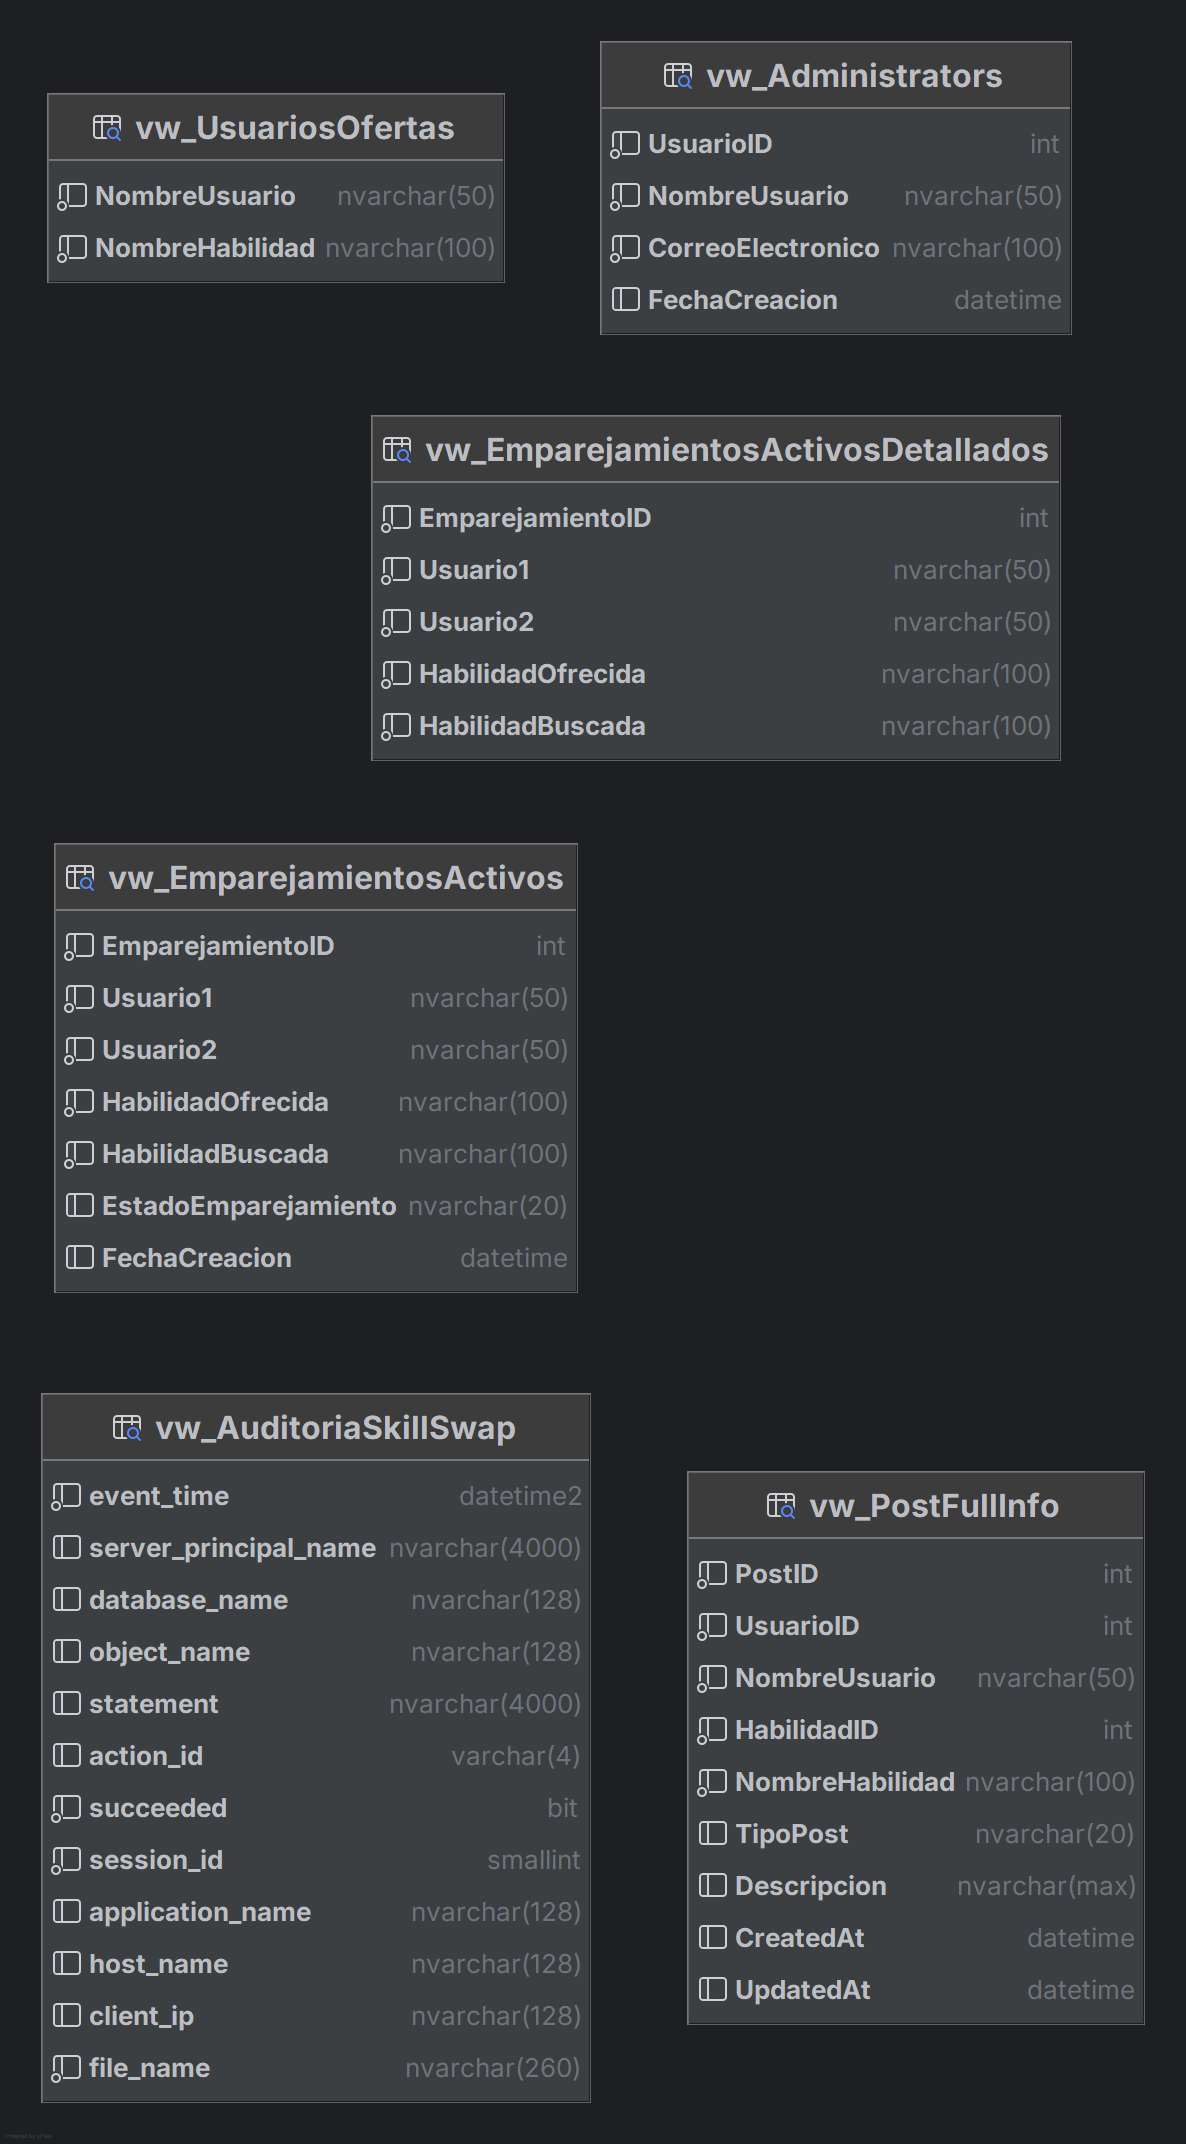 vw_UsuariosOfertas
NombreUsuario nvarchar(50)
NombreHabilidad nvarchar(100)
vw_Administrators
UsuarioID int
NombreUsuario nvarchar(50)
CorreoElectronico nvarchar(100)
FechaCreacion datetime
vw_EmparejamientosActivosDetallados
EmparejamientoID int
Usuario1 nvarchar(50)
Usuario2 nvarchar(50)
HabilidadOfrecida nvarchar(100)
HabilidadBuscada nvarchar(100)
vw_EmparejamientosActivos
EmparejamientoID int
Usuario1 nvarchar(50)
Usuario2 nvarchar(50)
HabilidadOfrecida nvarchar(100)
HabilidadBuscada nvarchar(100)
EstadoEmparejamiento nvarchar(20)
FechaCreacion datetime
vw_AuditoriaSkillSwap
event_time datetime2
server_principal_name nvarchar(4000)
database_name nvarchar(128)
object_name nvarchar(128)
statement nvarchar(4000)
action_id varchar(4)
succeeded bit
session_id smallint
application_name nvarchar(128)
host_name nvarchar(128)
client_ip nvarchar(128)
file_name nvarchar(260)
vw_PostFullInfo
PostID int
UsuarioID int
NombreUsuario nvarchar(50)
HabilidadID int
NombreHabilidad nvarchar(100)
TipoPost nvarchar(20)
Descripcion nvarchar(max)
CreatedAt datetime
UpdatedAt datetime
Powered by yFiles